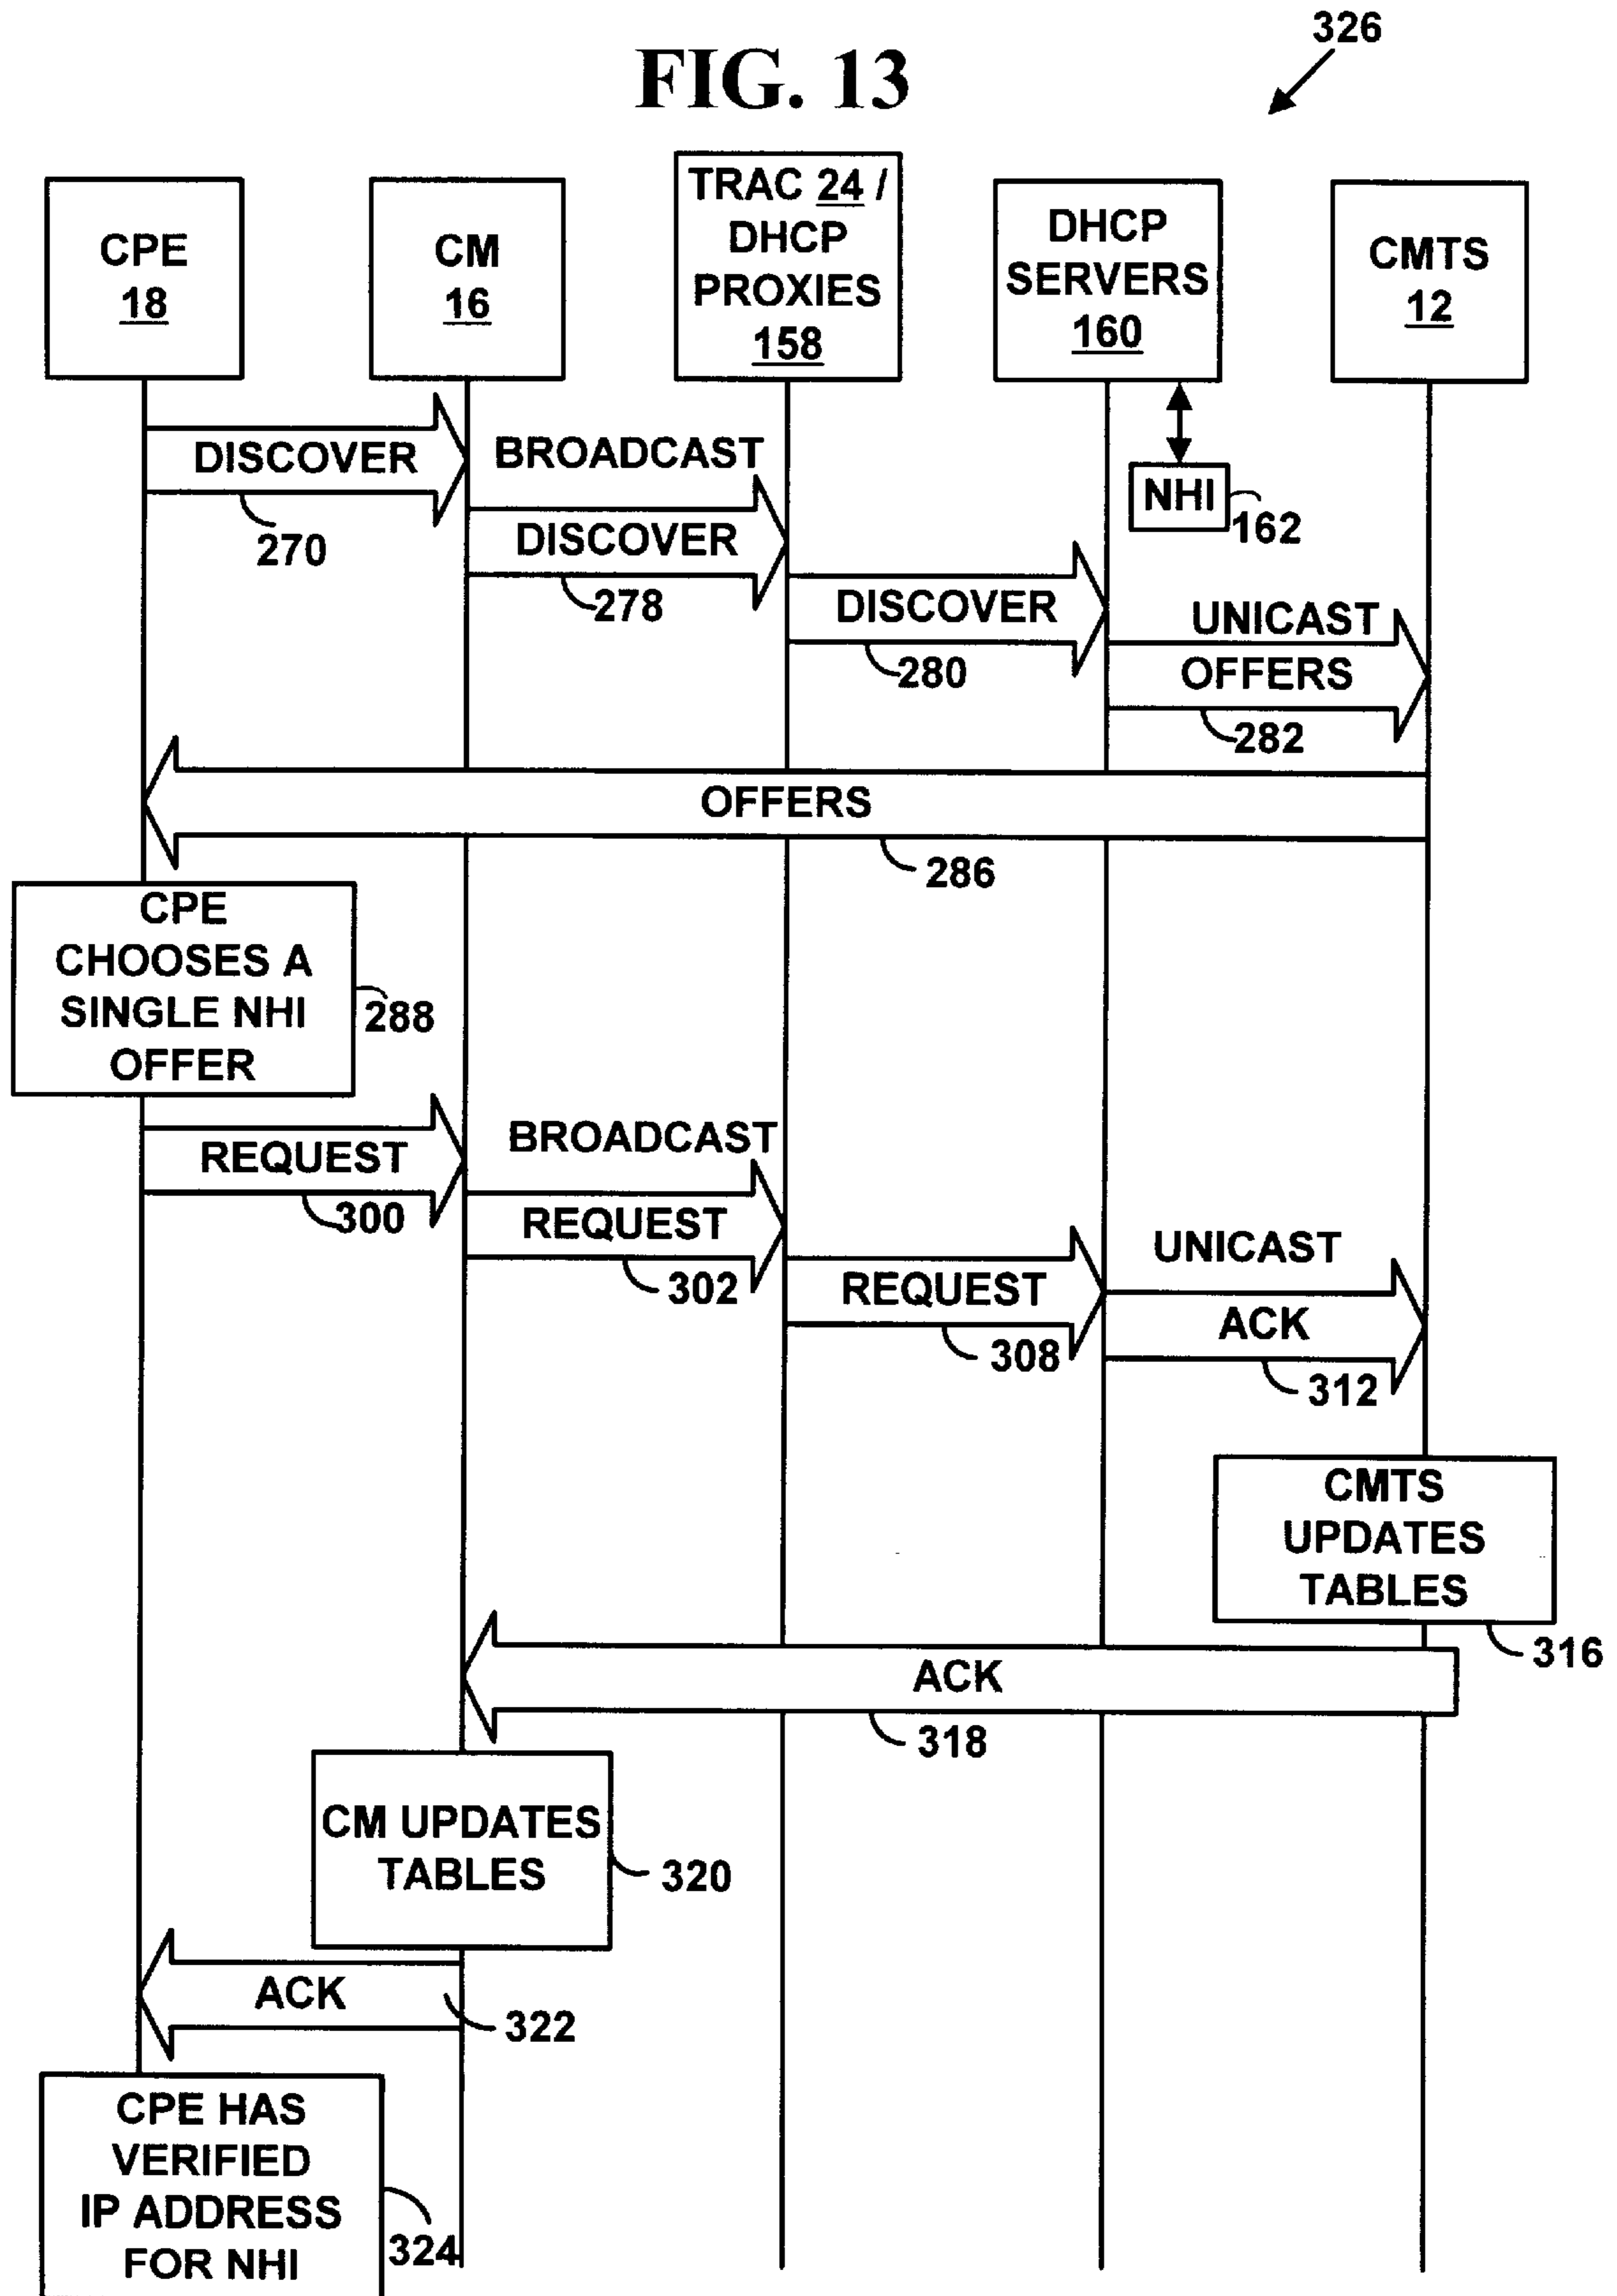 326
FIG. 13
CPE
18
CM
16
TRAC 24 /
DHCP
PROXIES
158
DHCP
SERVERS
160
CMTS
12
DISCOVER
270
BROADCAST
DISCOVER
278
NHI
162
DISCOVER
280
UNICAST
OFFERS
282
OFFERS
286
CPE
CHOOSES A
SINGLE NHI
OFFER
288
REQUEST
300
BROADCAST
REQUEST
302
REQUEST
308
UNICAST
ACK
312
CMTS
UPDATES
TABLES
316
ACK
318
CM UPDATES
TABLES
320
ACK
322
CPE HAS
VERIFIED
IP ADDRESS
FOR NHI
324